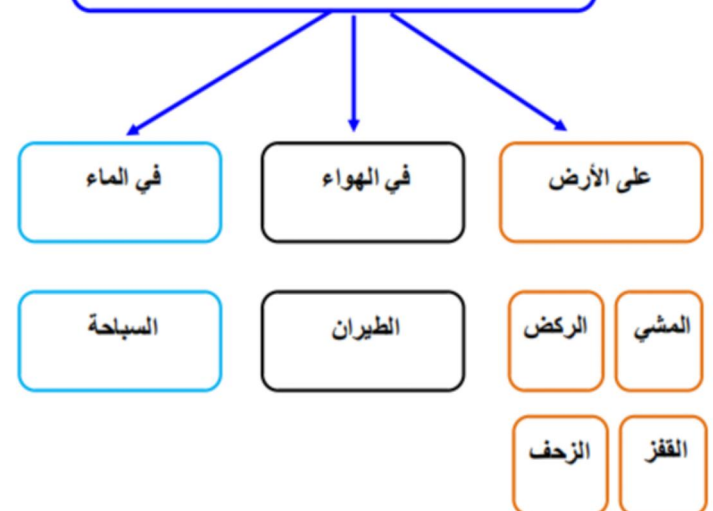 على الأرض
في الهواء
في الماء
المشي
الركض
الطيران
السباحة
القفز
الزحف